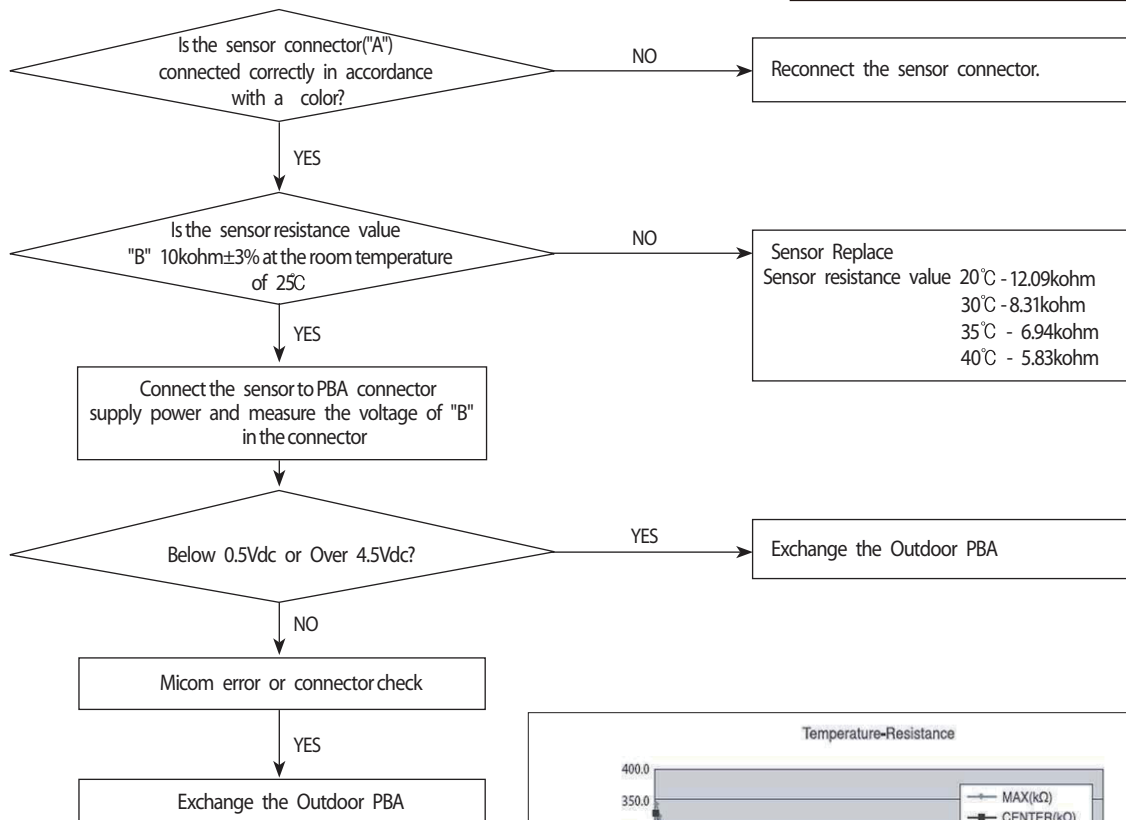 Is the sensor connector("A")
connected correctly in accordance
with a color?
NO
Reconnect the sensor connector.
YES
Is the sensor resistance value
"B" 10kohm±3% at the room temperature
of 25℃
NO
Sensor Replace
Sensor resistance value 20℃ - 12.09kohm
30℃ - 8.31kohm
35℃ - 6.94kohm
40℃ - 5.83kohm
YES
Connect the sensor to PBA connector
supply power and measure the voltage of "B"
in the connector
Below 0.5Vdc or Over 4.5Vdc?
YES
Exchange the Outdoor PBA
NO
Micom error or connector check
YES
Exchange the Outdoor PBA
Temperature-Resistance
400.0
350.0
MAX(kΩ)
CENTER(kΩ)